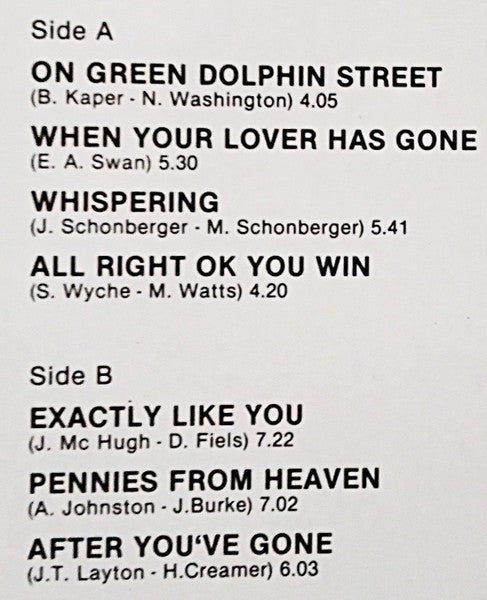 Side A
ON GREEN DOLPHIN STREET
(B. Kaper - N. Washington) 4.05
WHEN YOUR LOVER HAS GONE
(E. A. Swan) 5.30
WHISPERING
(J. Schonberger - M. Schonberger) 5.41
ALL RIGHT OK YOU WIN
(S. Wyche - M. Watts) 4.20
Side B
EXACTLY LIKE YOU
(J. Mc Hugh - D. Fiels) 7.22
PENNIES FROM HEAVEN
(A. Johnston - J.Burke) 7.02
AFTER YOU'VE GONE
(J.T. Layton - H.Creamer) 6.03